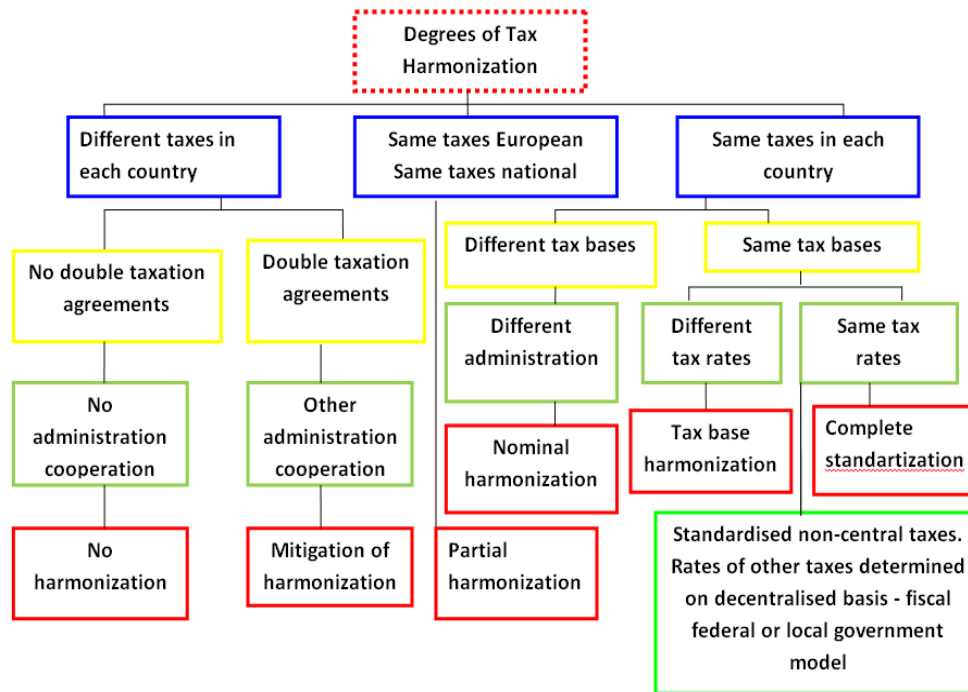 Degrees of Tax
Harmonization
Different taxes in
each country
Same taxes European
Same taxes national
Same taxes in each
country
No double taxation
agreements
Double taxation
agreements
Different tax bases
Same tax bases
Different
administration
Different
tax rates
Same tax
rates
No
administration
cooperation
Other
administration
cooperation
Nominal
harmonization
Tax base
harmonization
Complete
standartization
No
harmonization
Mitigation of
harmonization
Partial
harmonization
Standardised non-central taxes.
Rates of other taxes determined
on decentralised basis - fiscal
federal or local government
model